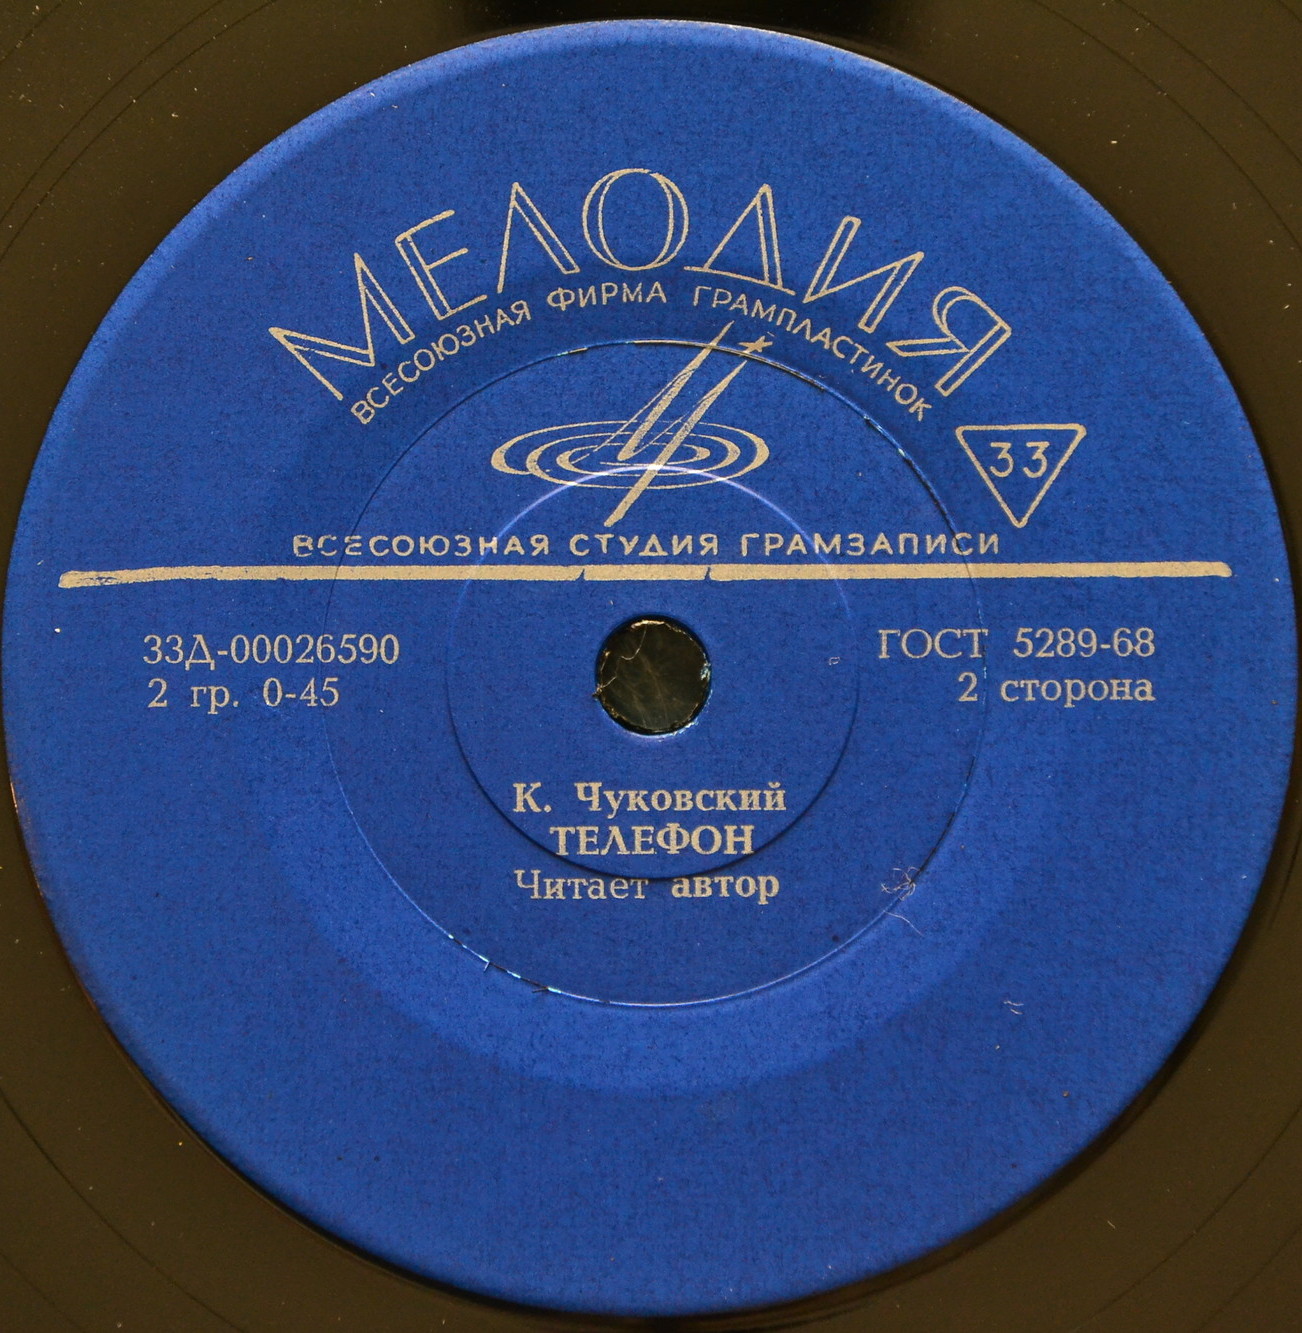 МЕЛОДИЯ
ВСЕСОЮЗНАЯ ФИРМА ГРАМПЛАСТИНОК
33
ВСЕСОЮЗНАЯ СТУДИЯ ГРАМЗАПИСИ
33Д-00026590
2 гр. 0-45
ГОСТ 5289-68
2 сторона
К. Чуковский
ТЕЛЕФОН
Читает автор